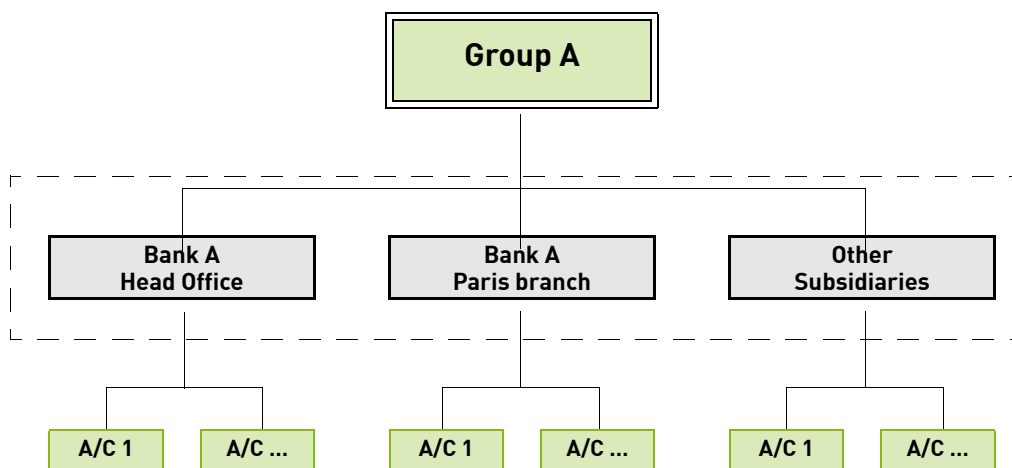 Group A
Bank A
Head Office
Bank A
Paris branch
Other
Subsidiaries
A/C 1
A/C ...
A/C 1
A/C ...
A/C 1
A/C ...